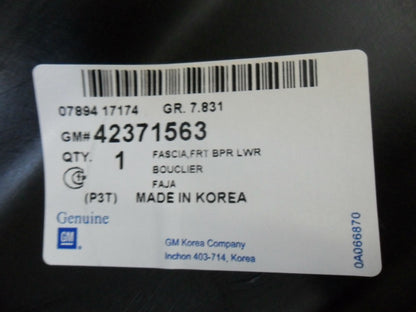 07894 17174 GR. 7.831
GM# 42371563
QTY. 1 FASCIA,FRT BPR LWR
BOUCLIER
FAJA
(P3T) MADE IN KOREA
Genuine
GM
GM Korea Company
Inchon 403-714, Korea
0A066870